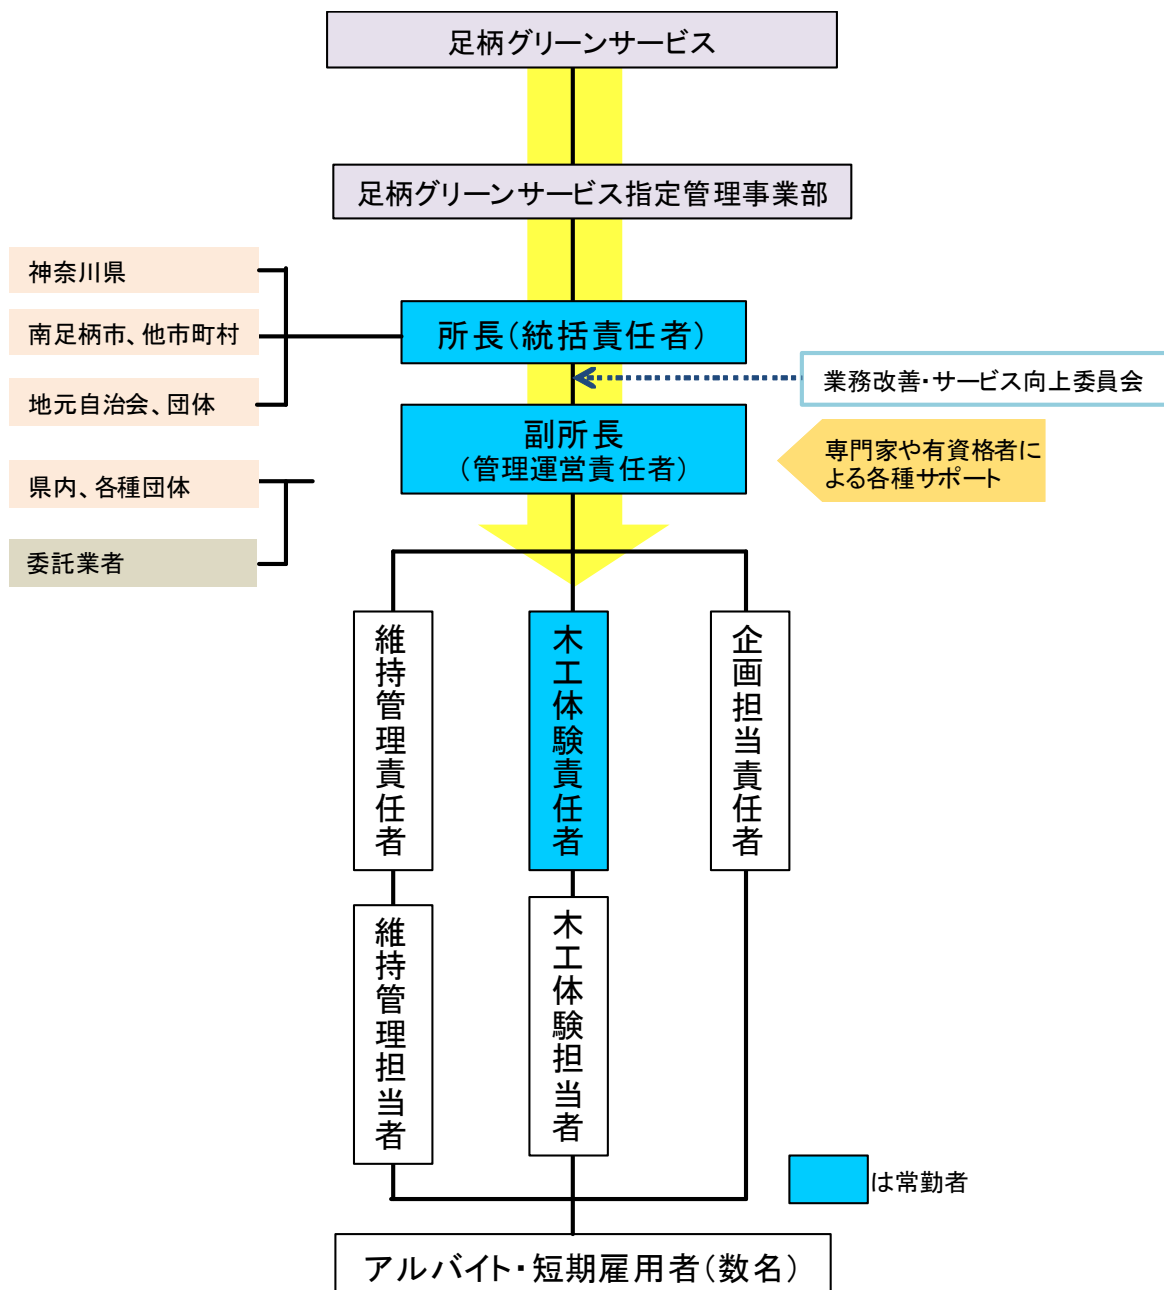 足柄グリーンサービス
足柄グリーンサービス指定管理事業部
神奈川県
南足柄市、他市町村
地元自治会、団体
県内、各種団体
委託業者
所長(統括責任者)
業務改善・サービス向上委員会
副所長
(管理運営責任者)
専門家や有資格者に
よる各種サポート
維持管理責任者
木工体験責任者
企画担当責任者
維持管理担当者
木工体験担当者
は常勤者
アルバイト・短期雇用者(数名)